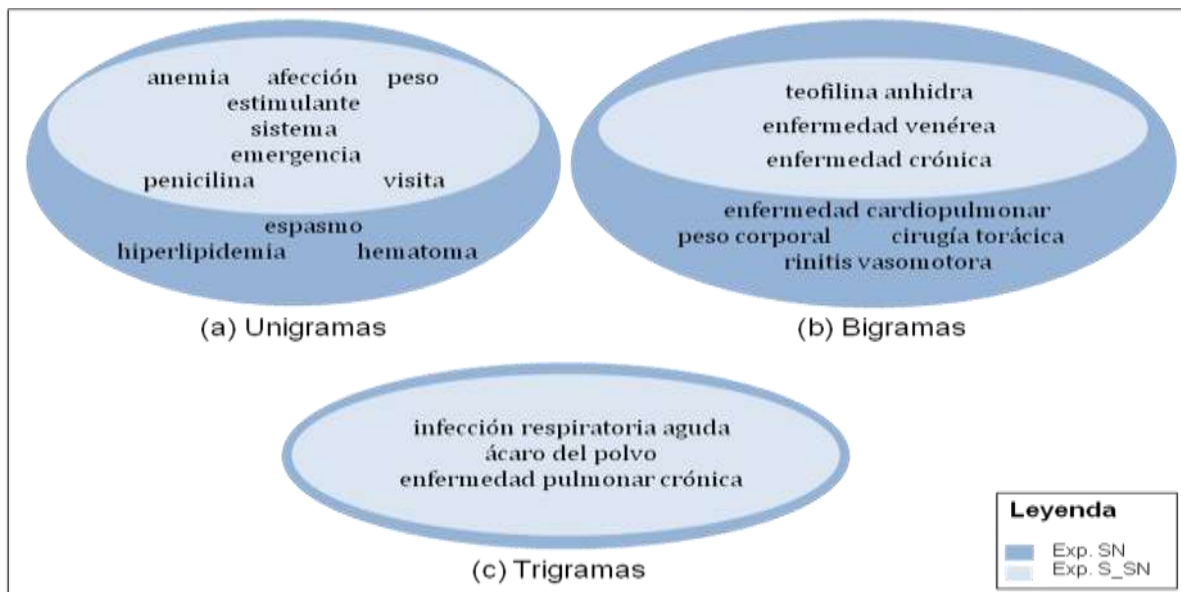 anemia afección peso
estimulante
sistema
emergencia
penicilina visita
espasmo
hiperlipidemia hematoma
(a) Unigramas
teofilina anhidra
enfermedad venérea
enfermedad crónica
enfermedad cardiopulmonar
peso corporal cirugía torácica
rinitis vasomotora
(b) Bigramas
infección respiratoria aguda
ácaro del polvo
enfermedad pulmonar crónica
(c) Trigramas
Leyenda
Exp. SN
Exp. S_SN